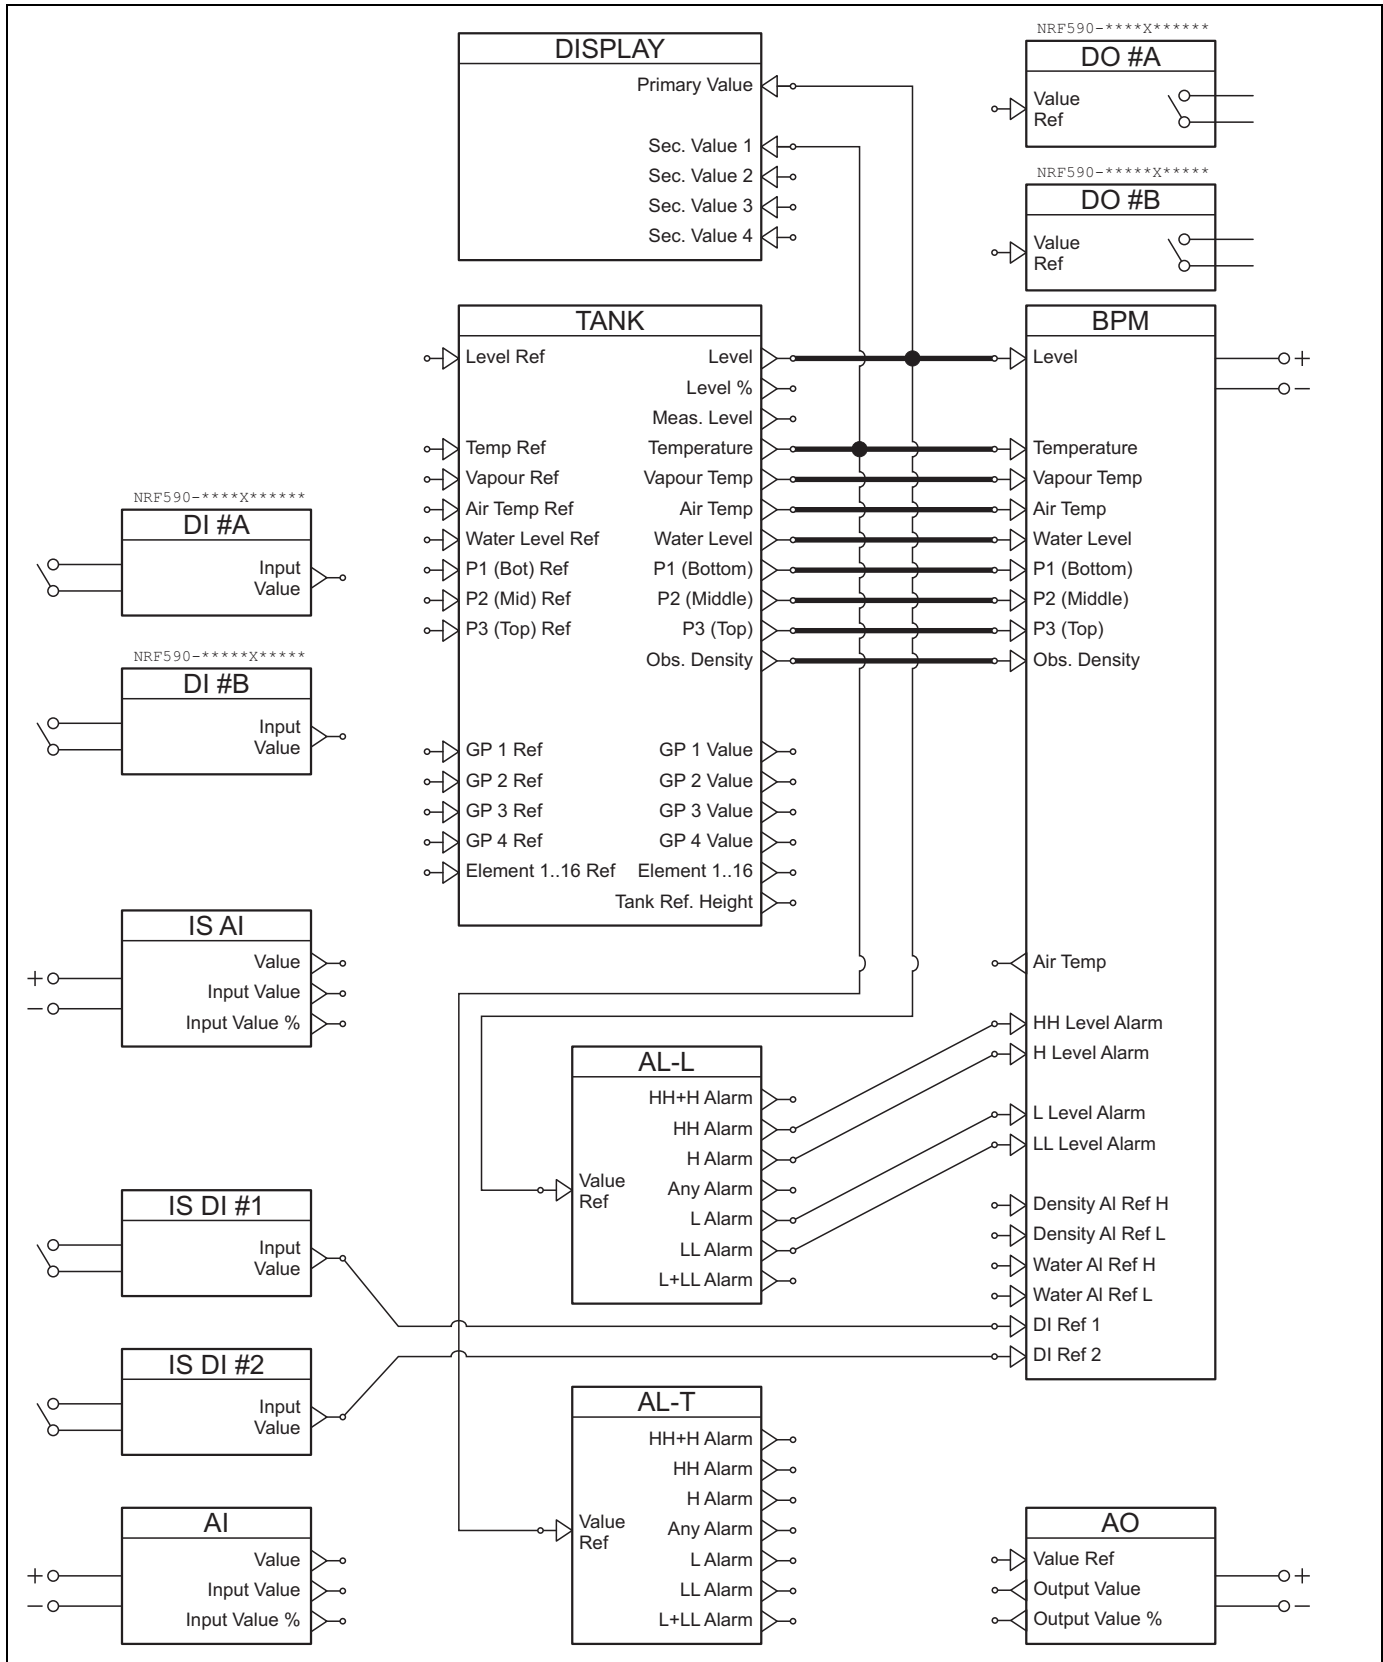 DISPLAY
Primary Value
Sec. Value 1
Sec. Value 2
Sec. Value 3
Sec. Value 4
NRF590-****X******
DO #A
Value
Ref
NRF590-*****X*****
DO #B
Value
Ref
TANK
Level Ref
Temp Ref
Vapour Ref
Air Temp Ref
Water Level Ref
P1 (Bot) Ref
P2 (Mid) Ref
P3 (Top) Ref
GP 1 Ref
GP 2 Ref
GP 3 Ref
GP 4 Ref
Element 1..16 Ref
Level
Level %
Meas. Level
Temperature
Vapour Temp
Air Temp
Water Level
P1 (Bottom)
P2 (Middle)
P3 (Top)
Obs. Density
GP 1 Value
GP 2 Value
GP 3 Value
GP 4 Value
Element 1..16
Tank Ref. Height
BPM
Level
+
–
Temperature
Vapour Temp
Air Temp
Water Level
P1 (Bottom)
P2 (Middle)
P3 (Top)
Obs. Density
Air Temp
HH Level Alarm
H Level Alarm
L Level Alarm
LL Level Alarm
Density Al Ref H
Density Al Ref L
Water Al Ref H
Water Al Ref L
DI Ref 1
DI Ref 2
NRF590-****X******
DI #A
Input
Value
NRF590-*****X*****
DI #B
Input
Value
IS AI
+
–
Value
Input Value
Input Value %
IS DI #1
Input
Value
IS DI #2
Input
Value
AI
+
–
Value
Input Value
Input Value %
AL-L
Value
Ref
HH+H Alarm
HH Alarm
H Alarm
Any Alarm
L Alarm
LL Alarm
L+LL Alarm
AL-T
Value
Ref
HH+H Alarm
HH Alarm
H Alarm
Any Alarm
L Alarm
LL Alarm
L+LL Alarm
AO
Value Ref
Output Value
Output Value %
+
–